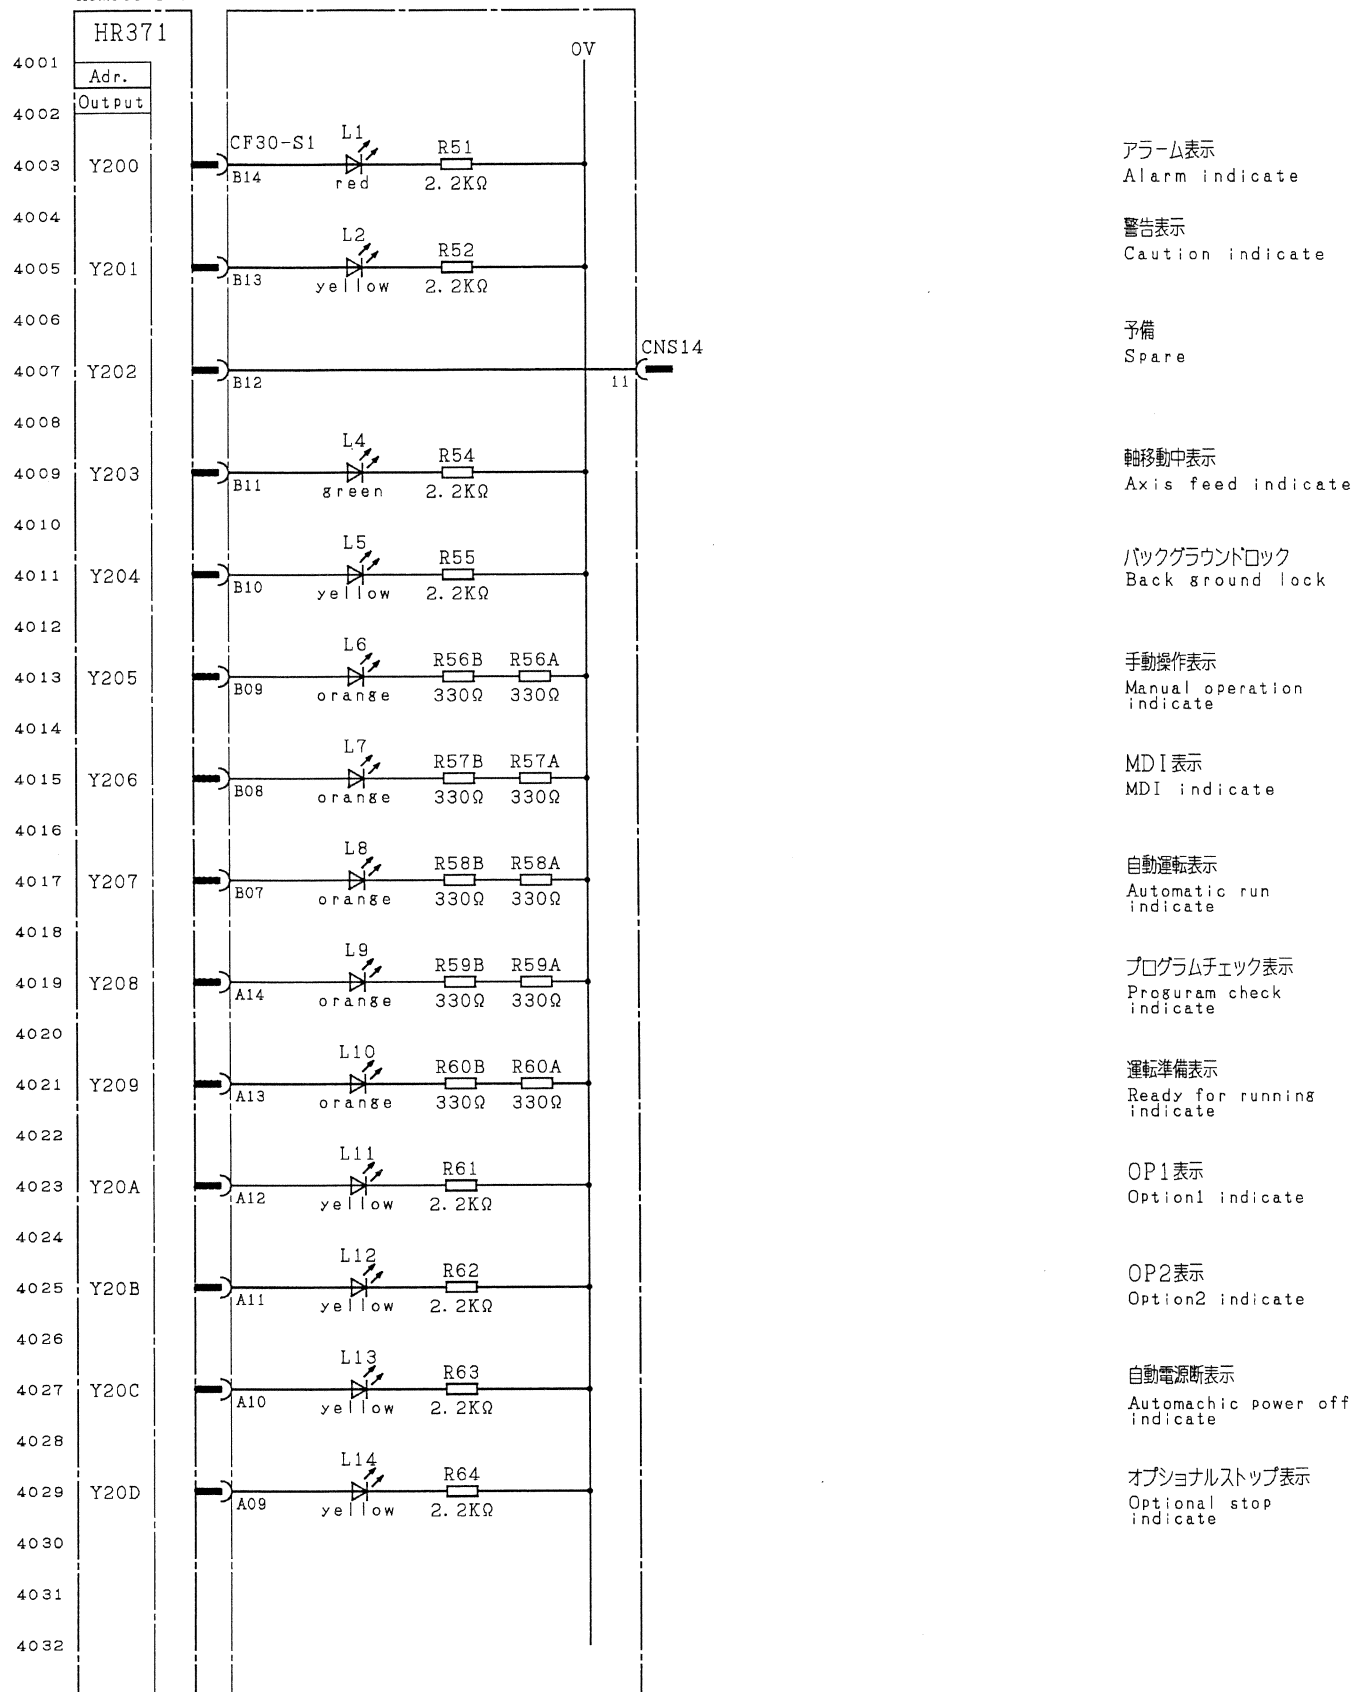 HR371
0V
4001
Adr.
Output
4002
CF30-S1
L1
R51
4003
Y200
B14
red
2.2KΩ
アラーム表示
Alarm indicate
4004
L2
R52
4005
Y201
B13
yellow
2.2KΩ
警告表示
Caution indicate
4006
CNS14
4007
Y202
B12
11
予備
Spare
4008
L4
R54
4009
Y203
B11
green
2.2KΩ
軸移動中表示
Axis feed indicate
4010
L5
R55
4011
Y204
B10
yellow
2.2KΩ
バックグラウンドロック
Back ground lock
4012
L6
R56B R56A
4013
Y205
B09
orange
330Ω 330Ω
手動操作表示
Manual operation
indicate
4014
L7
R57B R57A
4015
Y206
B08
orange
330Ω 330Ω
MDI表示
MDI indicate
4016
L8
R58B R58A
4017
Y207
B07
orange
330Ω 330Ω
自動運転表示
Automatic run
indicate
4018
L9
R59B R59A
4019
Y208
A14
orange
330Ω 330Ω
プログラムチェック表示
Proguram check
indicate
4020
L10
R60B R60A
4021
Y209
A13
orange
330Ω 330Ω
運転準備表示
Ready for running
indicate
4022
L11
R61
4023
Y20A
A12
yellow
2.2KΩ
OP1表示
Option1 indicate
4024
L12
R62
4025
Y20B
A11
yellow
2.2KΩ
OP2表示
Option2 indicate
4026
L13
R63
4027
Y20C
A10
yellow
2.2KΩ
自動電源断表示
Automachic power off
indicate
4028
L14
R64
4029
Y20D
A09
yellow
2.2KΩ
オプショナルストップ表示
Optional stop
indicate
4030
4031
4032